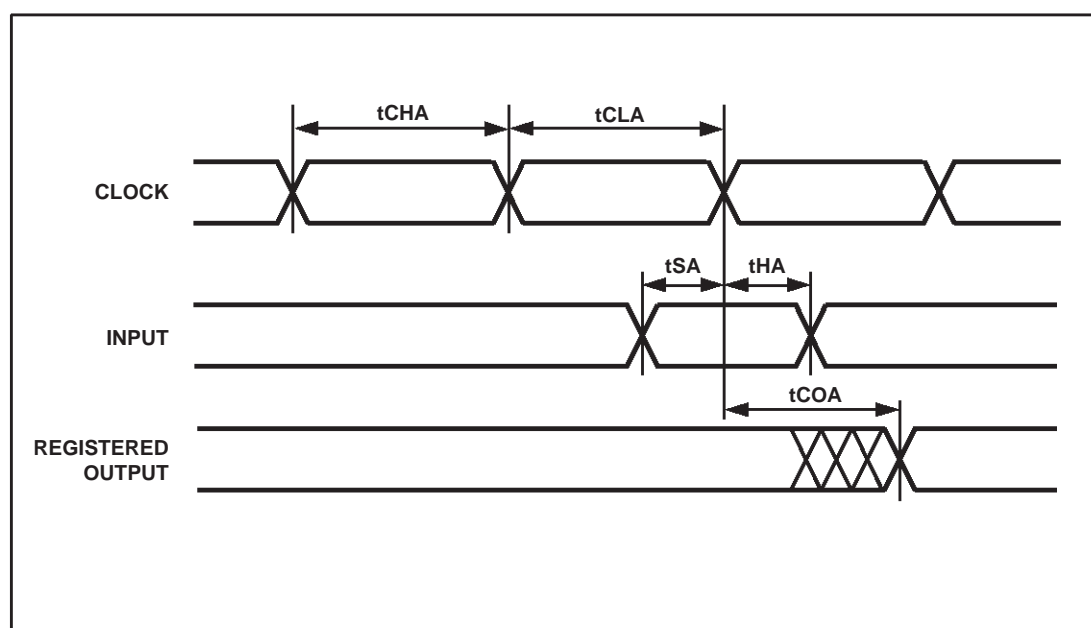 tCHA
tCLA
CLOCK
tSA
tHA
INPUT
tCOA
REGISTERED
OUTPUT